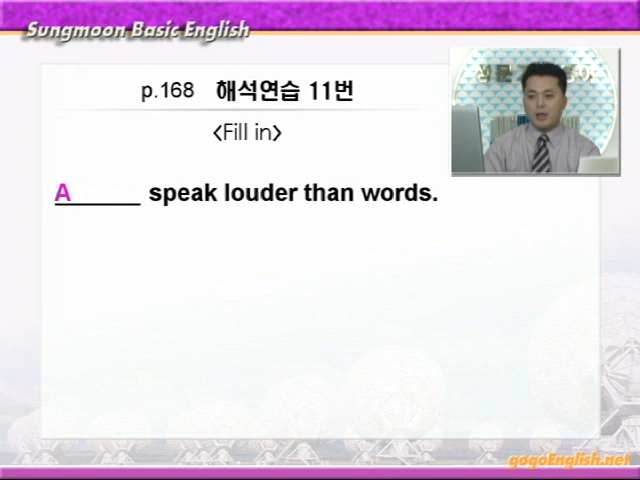 Sungmoon Basic English
p.168 해석연습 11번
<Fill in>
A______ speak louder than words.
gogoEnglish.net